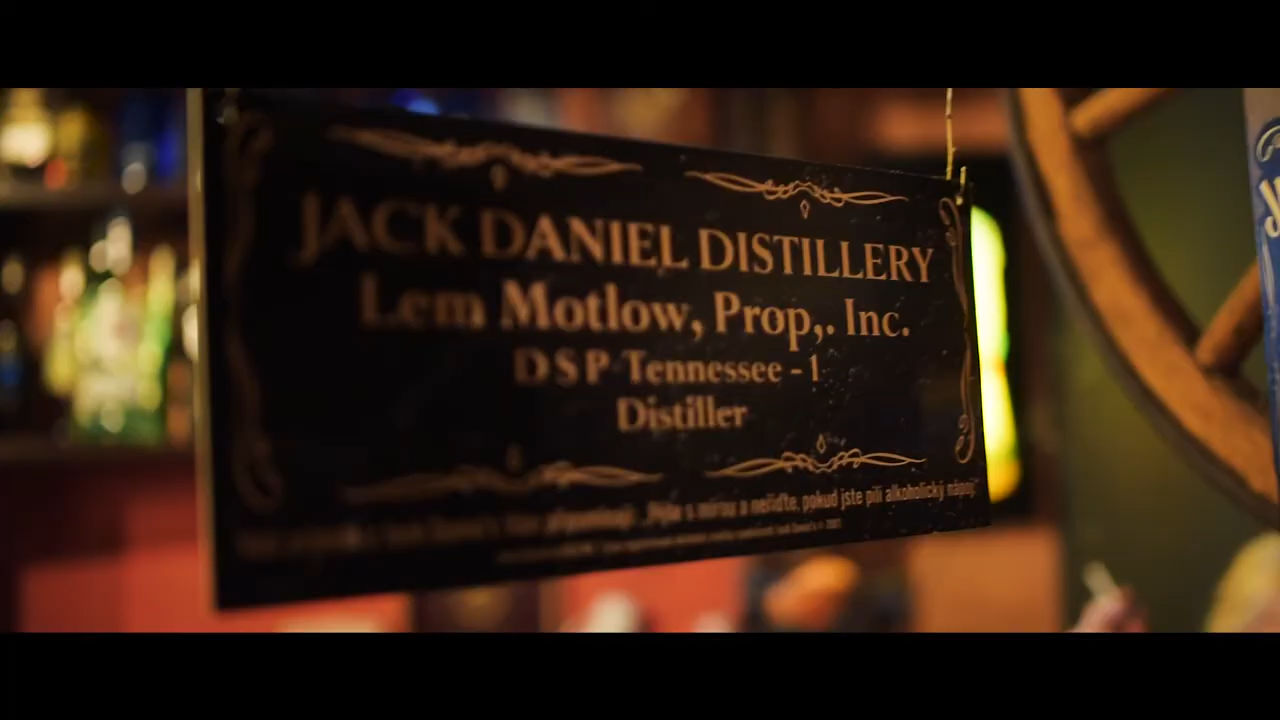 JACK DANIEL DISTILLERY
Lem Motlow, Prop,. Inc.
DSP Tennessee - 1
Distiller
připomínají: „Pijte s mírou a neřiďte, pokud jste pili alkoholický nápoj.